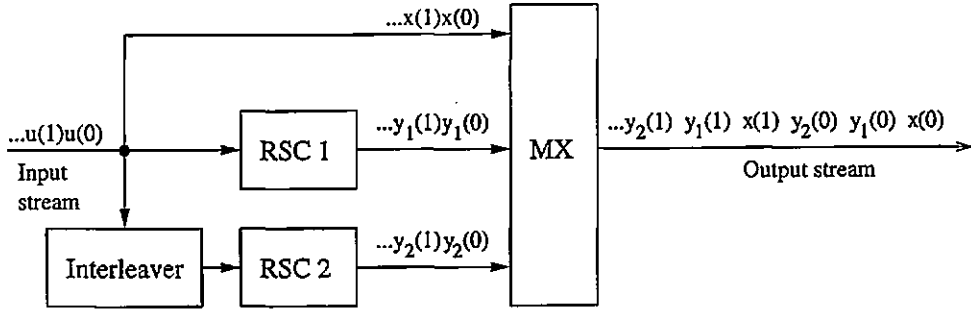 ...x(1)x(0)
...u(1)u(0)
Input
stream
RSC 1
...y1(1)y1(0)
MX
...y2(1) y1(1) x(1) y2(0) y1(0) x(0)
Output stream
Interleaver
RSC 2
...y2(1)y2(0)